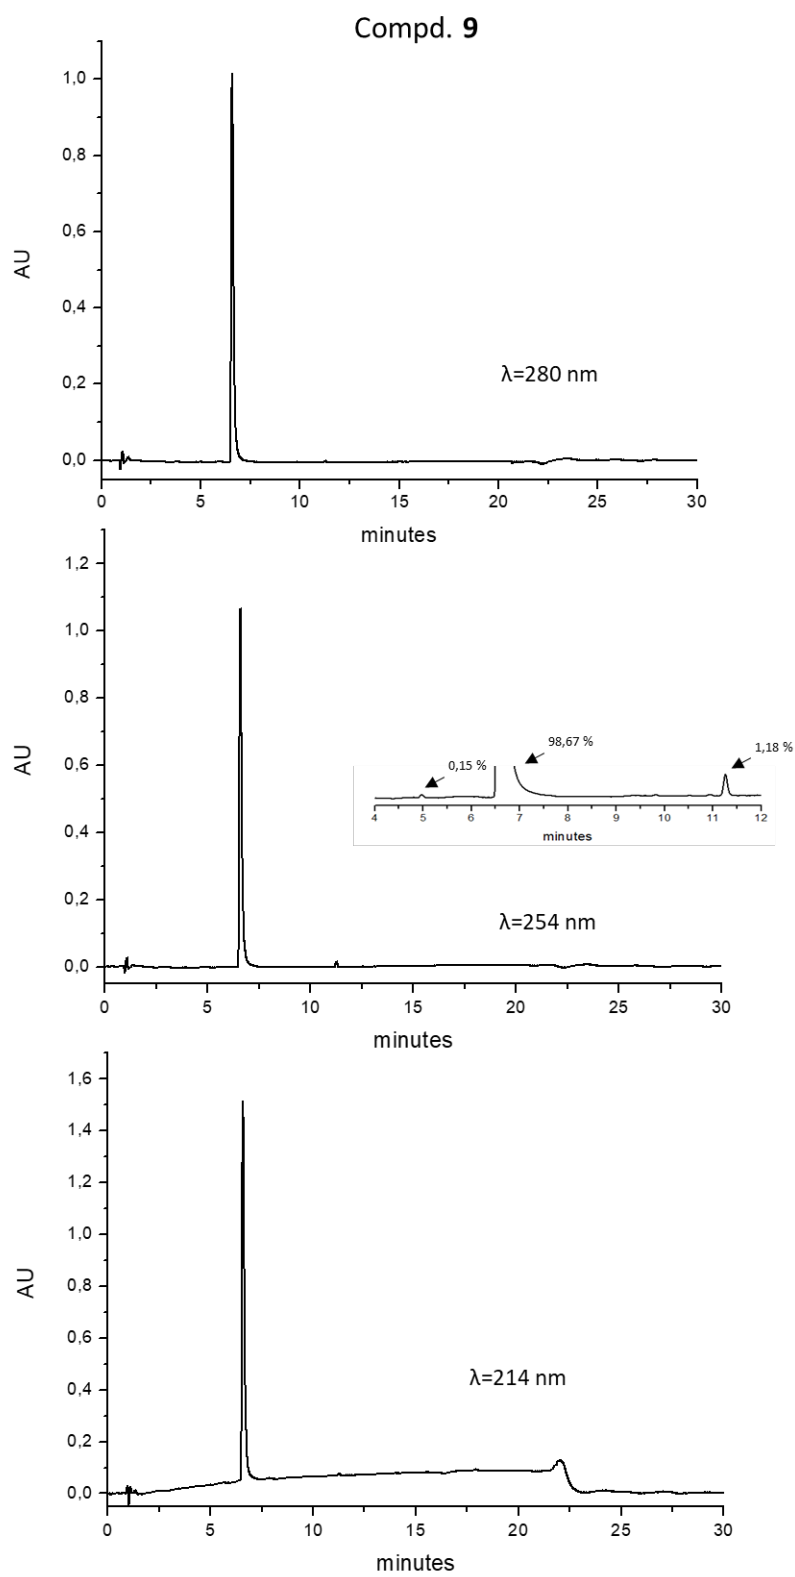 Compd. 9
1,0
0,8
0,6
0,4
0,2
0,0
AU
λ=280 nm
0 5 10 15 20 25 30
minutes
1,2
1,0
0,8
0,6
0,4
0,2
0,0
AU
0,15 %
98,67 %
1,18 %
4 5 6 7 8 9 10 11 12
minutes
λ=254 nm
0 5 10 15 20 25 30
minutes
1,6
1,4
1,2
1,0
0,8
0,6
0,4
0,2
0,0
AU
λ=214 nm
0 5 10 15 20 25 30
minutes